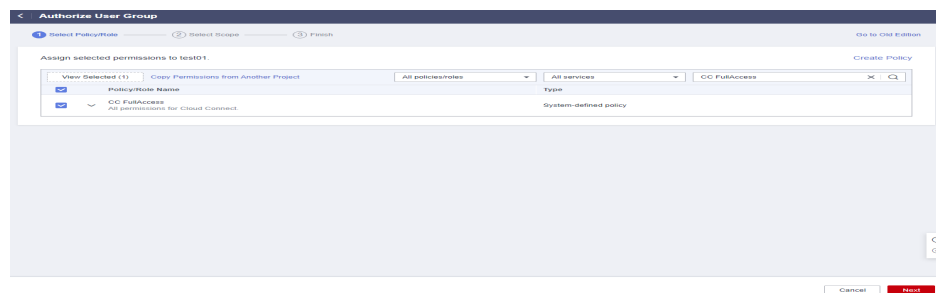 < Authorize User Group
1 Select Policy/Role 2 Select Scope 3 Finish Go to Old Edition
Assign selected permissions to test01. Create Policy
View Selected (1) Copy Permissions from Another Project All policies/roles All services CC FullAccess
Policy/Role Name Type
CC FullAccess System-defined policy
All permissions for Cloud Connect.
Cancel Next